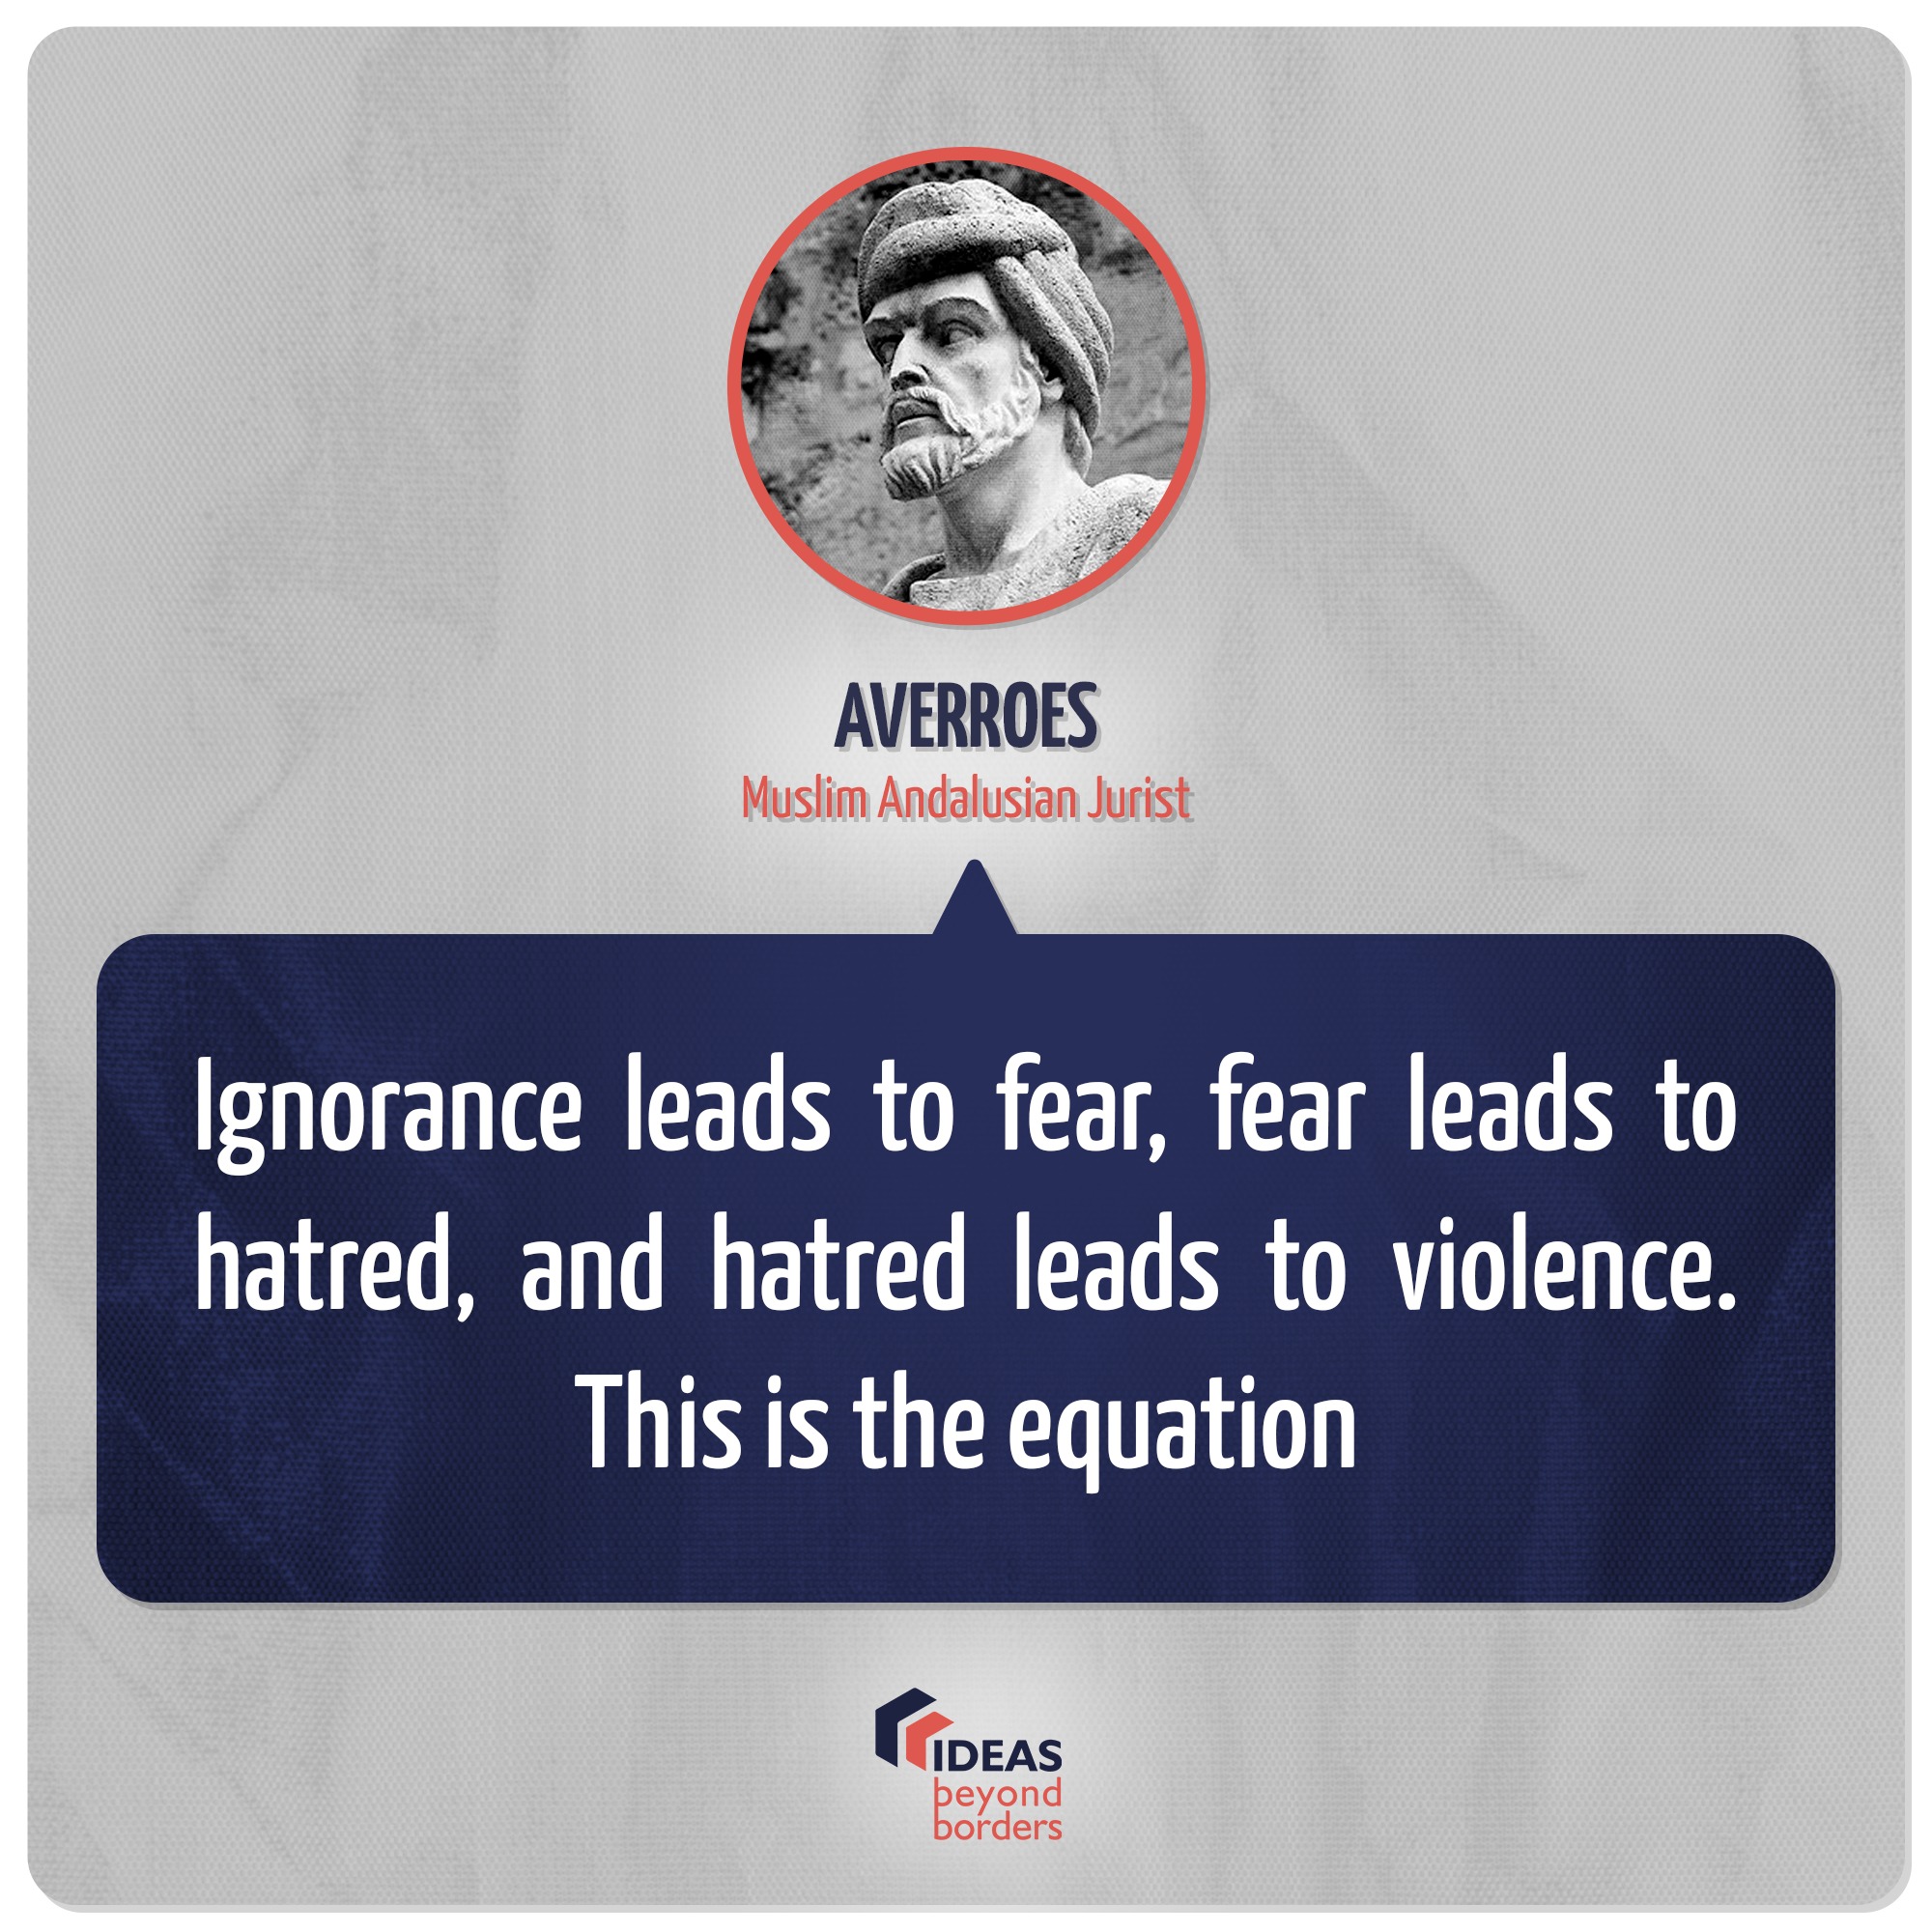 AVERROES
Muslim Andalusian Jurist
Ignorance leads to fear, fear leads to
hatred, and hatred leads to violence.
This is the equation
IDEAS
beyond
borders